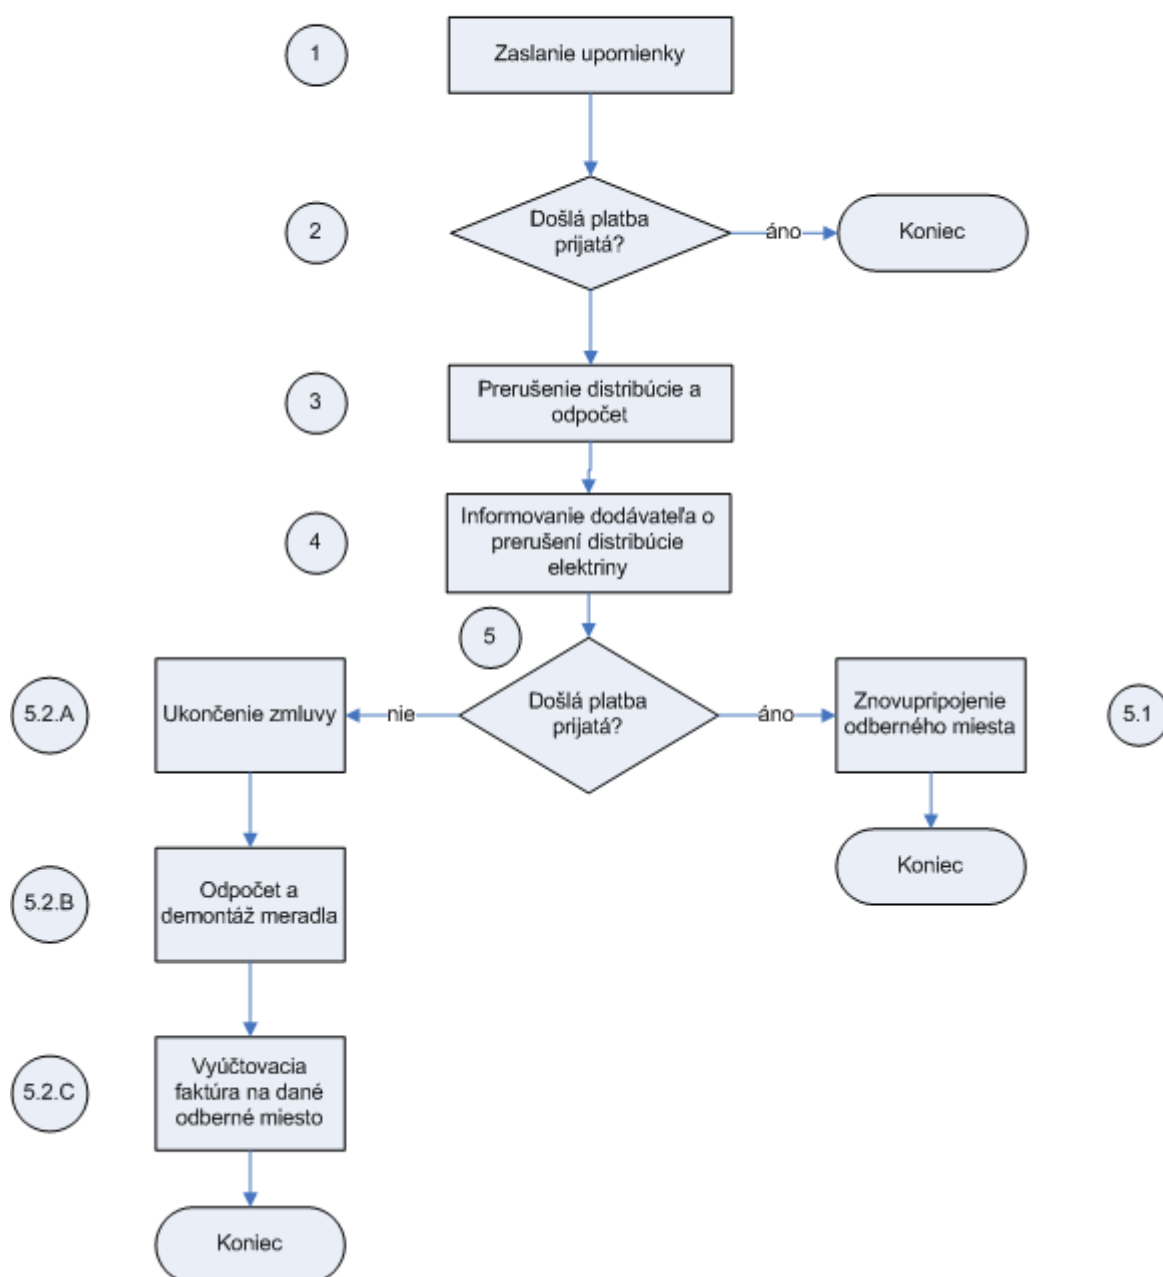 1
Zaslanie upomienky
2
Došlá platba
prijatá?
áno
Koniec
3
Prerušenie distribúcie a
odpočet
4
Informovanie dodávateľa o
prerušení distribúcie
elektriny
5
5.2.A
Ukončenie zmluvy
nie
Došlá platba
prijatá?
áno
Znovupripojenie
odberného miesta
5.1
Koniec
5.2.B
Odpočet a
demontáž meradla
5.2.C
Vyúčtovacia
faktúra na dané
odberné miesto
Koniec